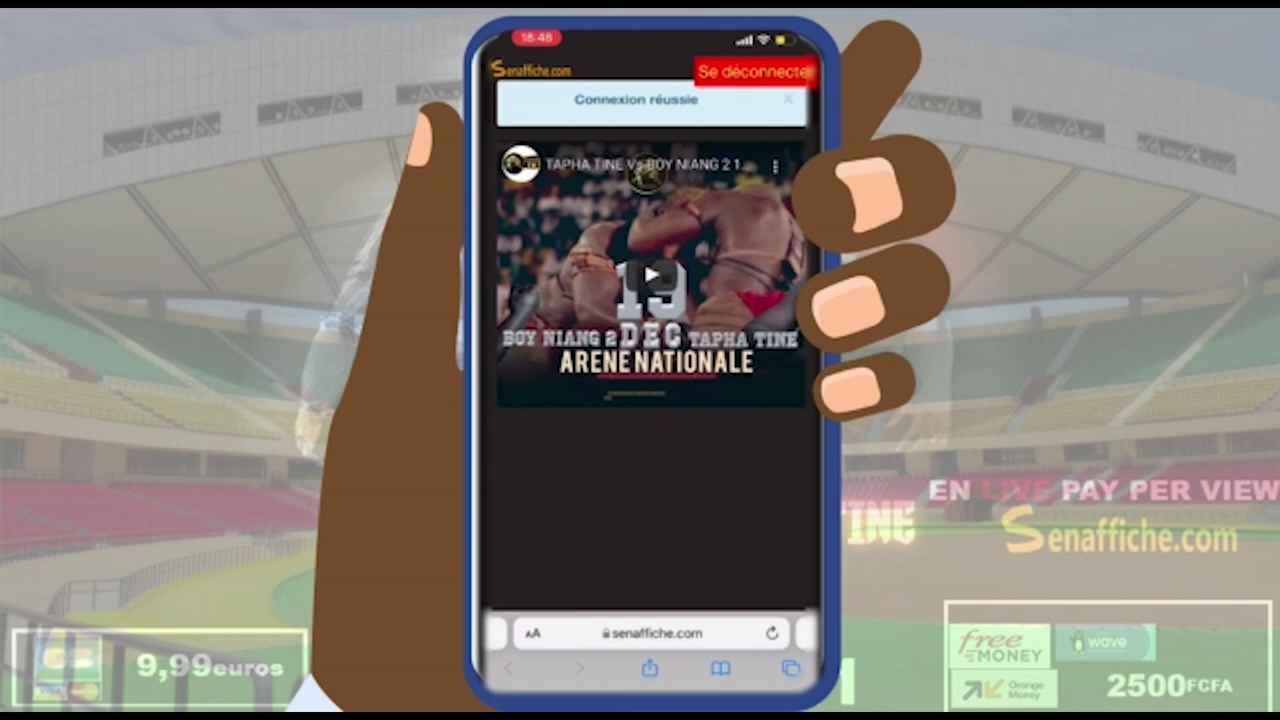 18:48
Senaffiche.com
Se déconnecter
Connexion réussie
TAPHA TINE Vs BOY NIANG 2 1...
19
DEC
BOY NIANG 2
TAPHA TINE
ARENE NATIONALE
AA
senaffiche.com
EN LIVE PAY PER VIEW
TINE
Senaffiche.com
9,99euros
VISA
free
MONEY
wave
Orange
Money
2500FCFA